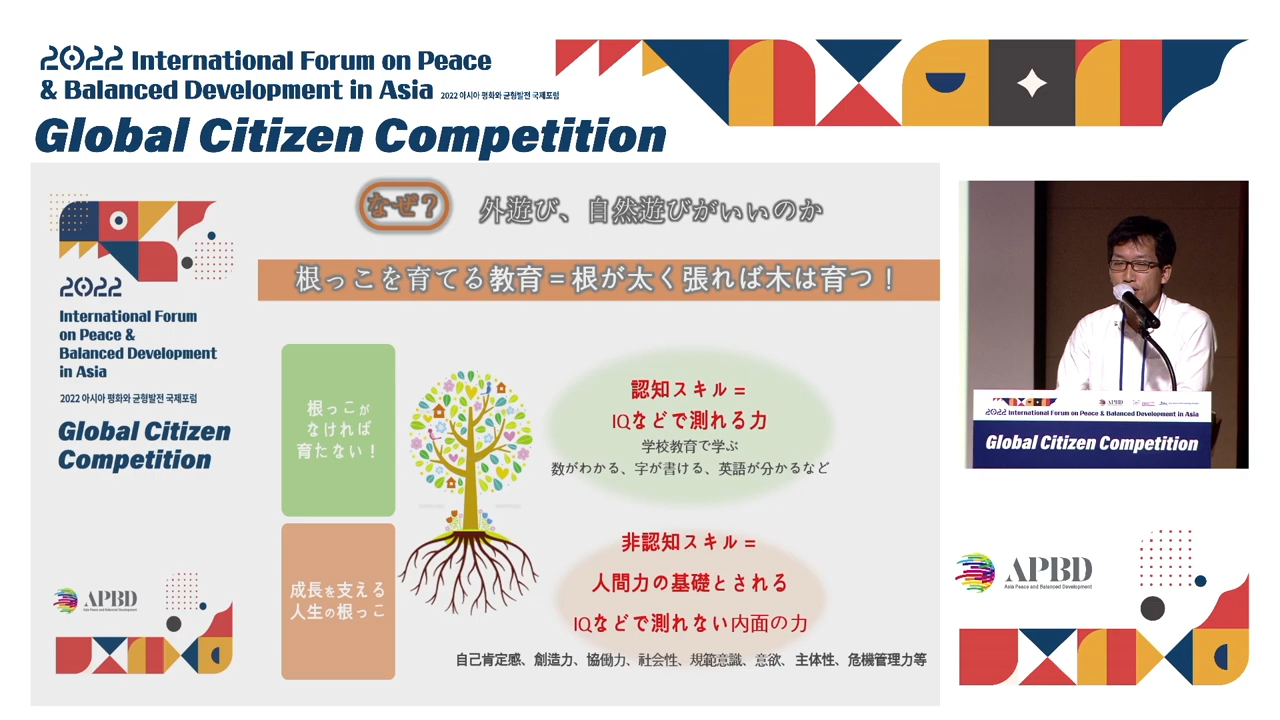 2022 International Forum on Peace
& Balanced Development in Asia 2022 아시아 평화와 균형발전 국제포럼
Global Citizen Competition
2022
International Forum
on Peace &
Balanced Development
in Asia
2022 아시아 평화와 균형발전 국제포럼
Global Citizen
Competition
APBD
Asia Peace and Balanced Development
なぜ? 外遊び、自然遊びがいいのか
根っこを育てる教育=根が太く張れば木は育つ!
根っこが
なければ
育たない!
認知スキル=
IQなどで測れる力
学校教育で学ぶ
数がわかる、字が書ける、英語が分かるなど
成長を支える
人生の根っこ
非認知スキル=
人間力の基礎とされる
IQなどで測れない内面の力
自己肯定感、創造力、協働力、社会性、規範意識、意欲、主体性、危機管理力等
APBD
2022 International Forum on Peace & Balanced Development in Asia
Global Citizen Competition
APBD
Asia Peace and Balanced Development